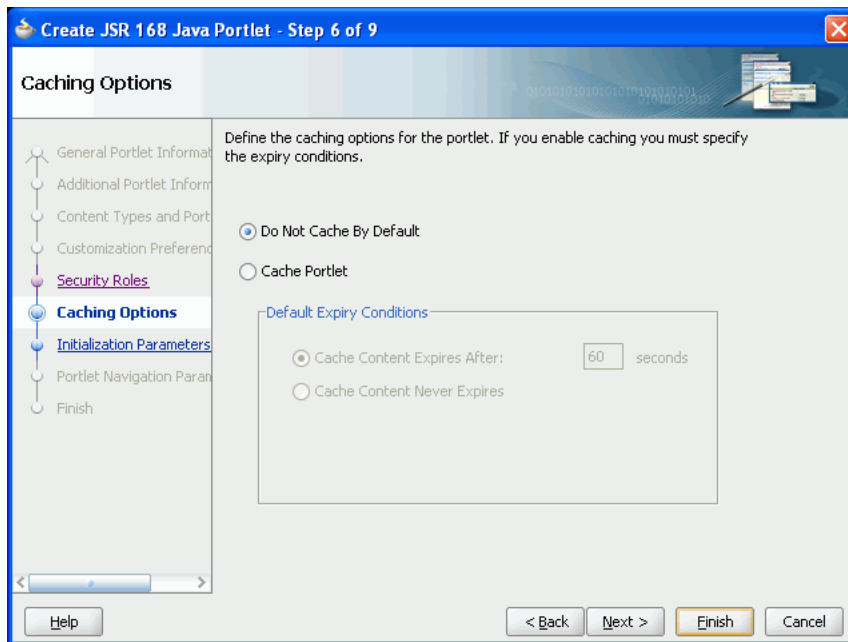 Create JSR 168 Java Portlet - Step 6 of 9
Caching Options
Define the caching options for the portlet. If you enable caching you must specify
the expiry conditions.
General Portlet Informat
Additional Portlet Inform
Content Types and Port
Customization Preferenc
Security Roles
Caching Options
Initialization Parameters
Portlet Navigation Param
Finish
Do Not Cache By Default
Cache Portlet
Default Expiry Conditions
Cache Content Expires After: 60 seconds
Cache Content Never Expires
Help < Back Next > Finish Cancel